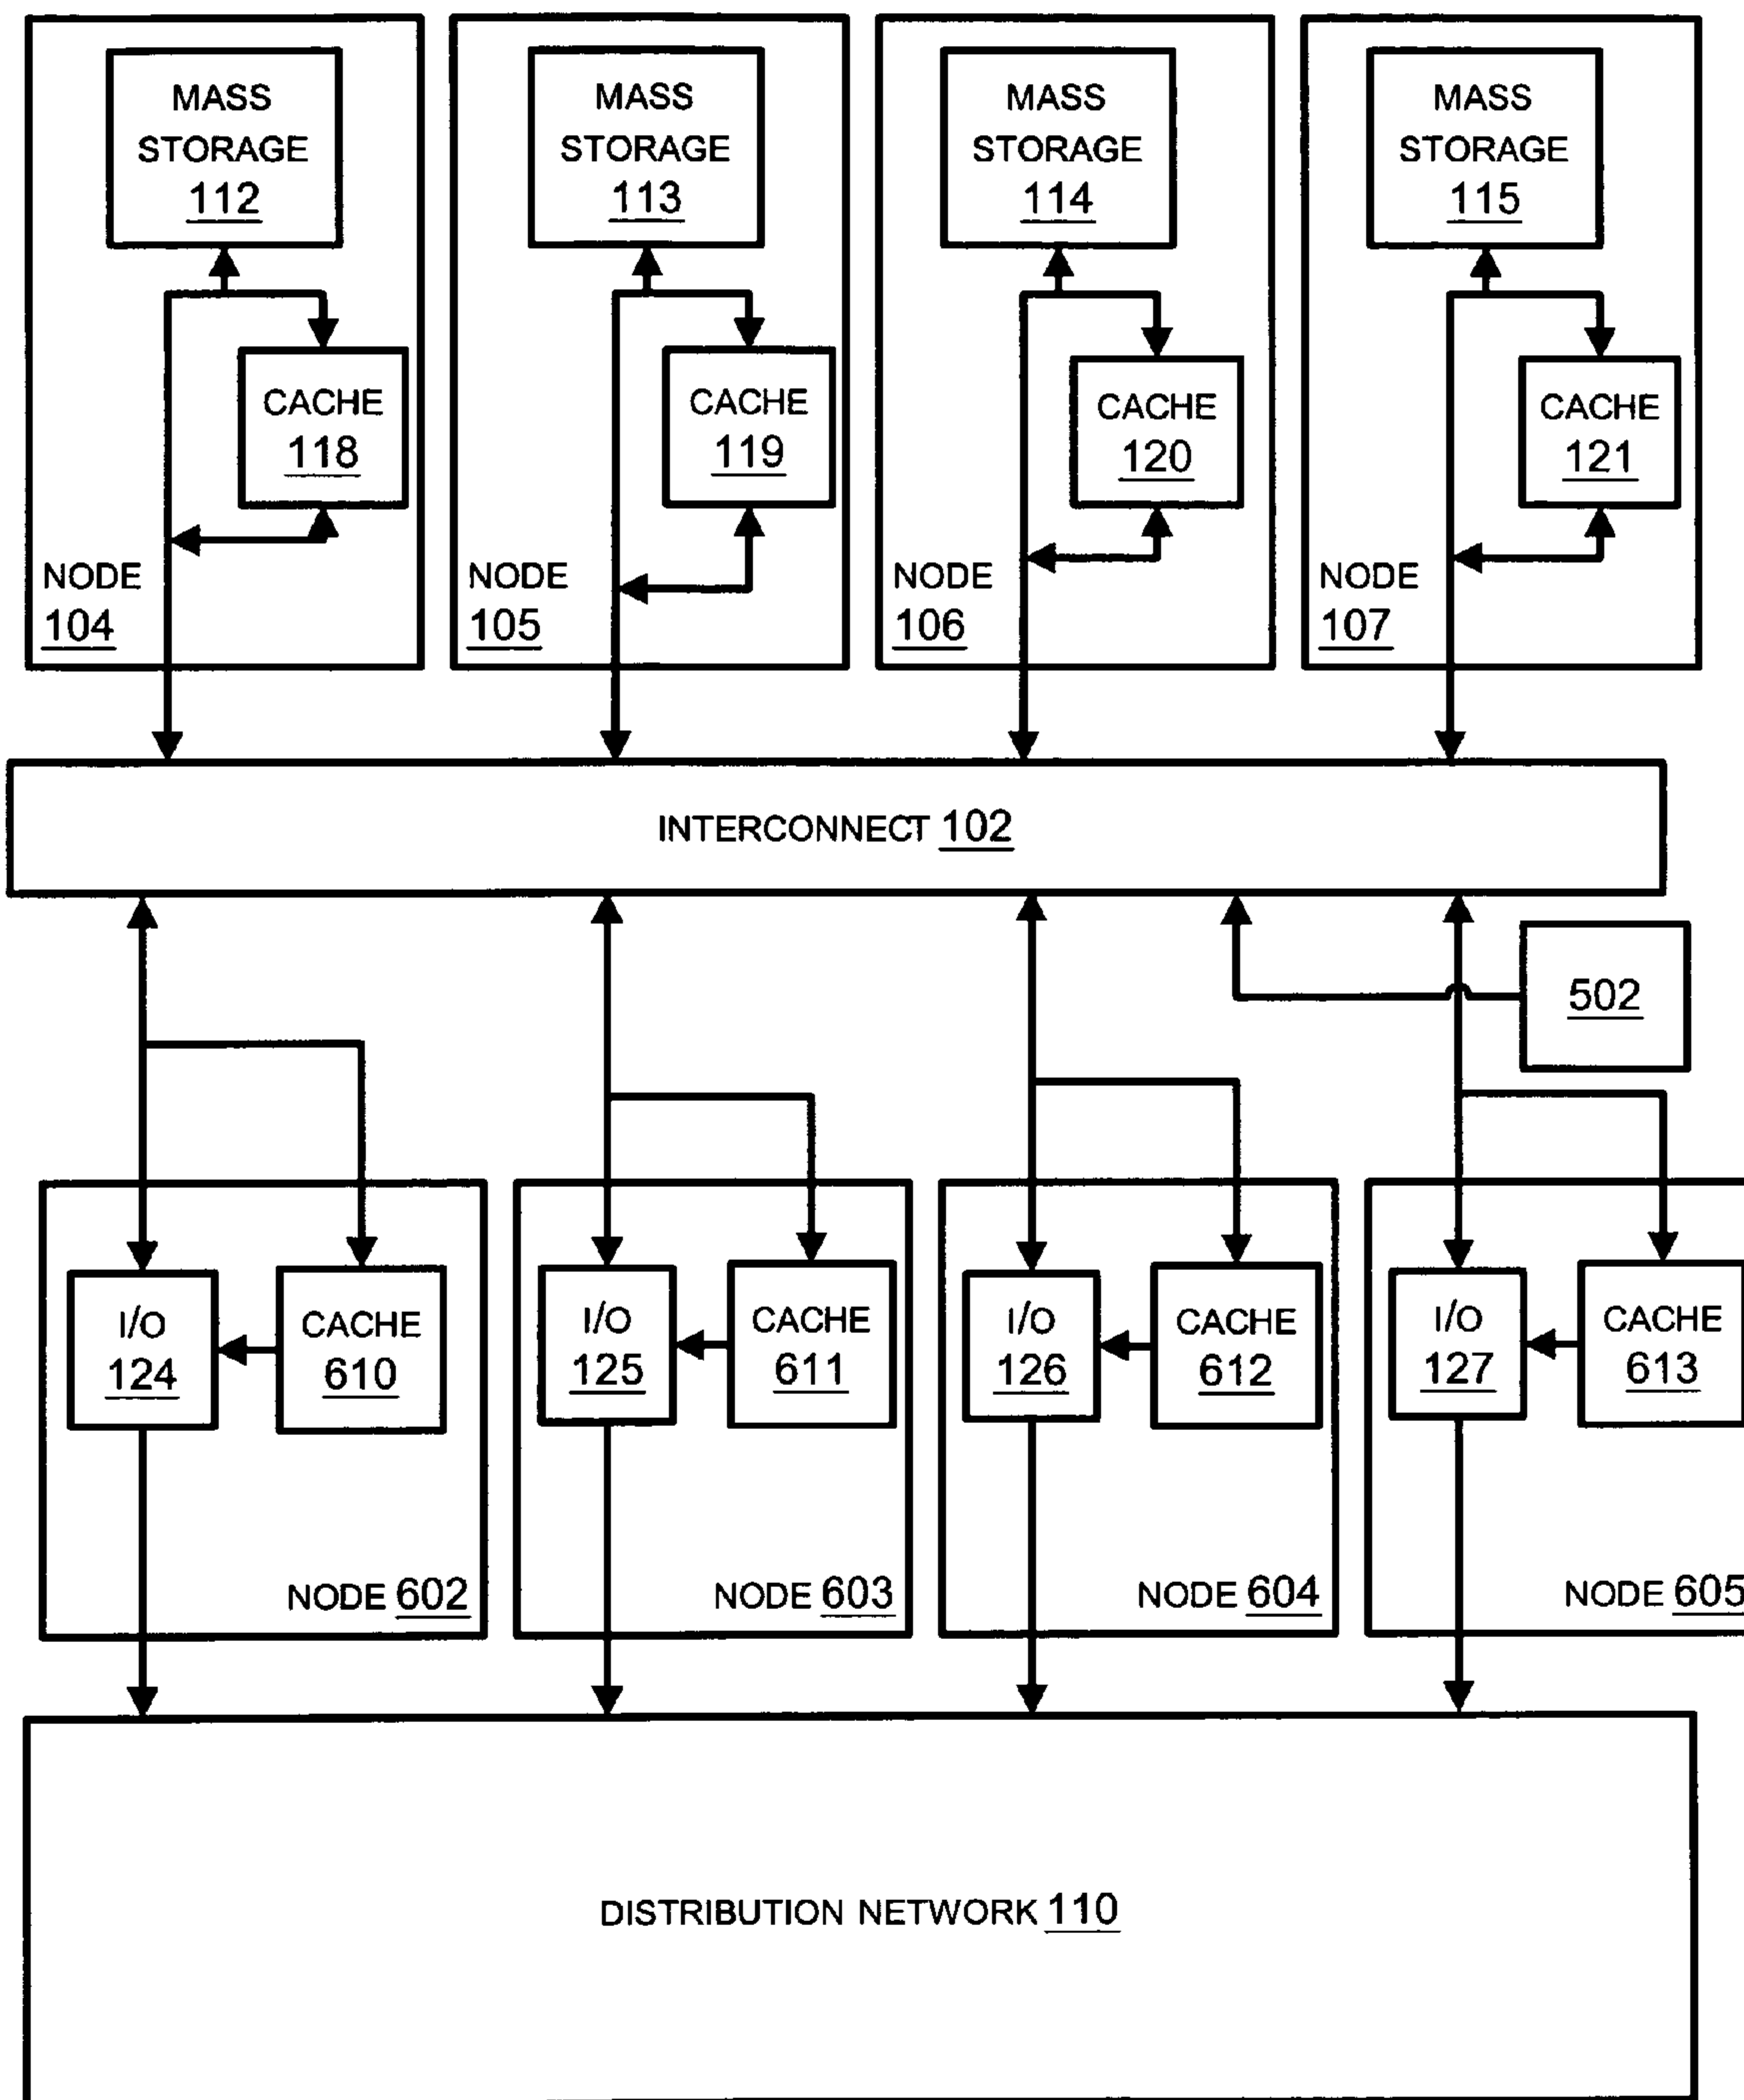 MASS
STORAGE
112
MASS
STORAGE
113
MASS
STORAGE
114
MASS
STORAGE
115
CACHE
118
CACHE
119
CACHE
120
CACHE
121
NODE
104
NODE
105
NODE
106
NODE
107
INTERCONNECT 102
502
I/O
124
CACHE
610
I/O
125
CACHE
611
I/O
126
CACHE
612
I/O
127
CACHE
613
NODE 602
NODE 603
NODE 604
NODE 605
DISTRIBUTION NETWORK 110